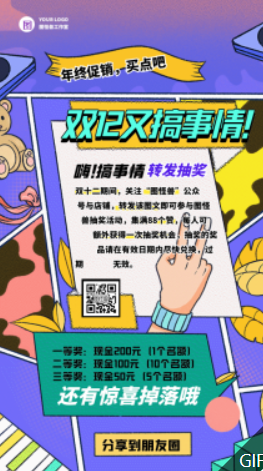 YOUR LOGO
年终促销，买点吧
双12又搞事情!
嗨!搞事情 转发抽奖
双十二期间，关注“图怪兽”公众
号与店铺，转发该图文即可参与图怪
兽抽奖活动，集满88个赞，每人可
额外获得一次抽奖机会，抽奖的奖
品请在有效日期内尽快兑换，过
期 无效。
一等奖：现金200元（1个名额）
二等奖：现金100元（10个名额）
三等奖：现金50元（5个名额）
还有惊喜掉落哦
分享到朋友圈
GIF